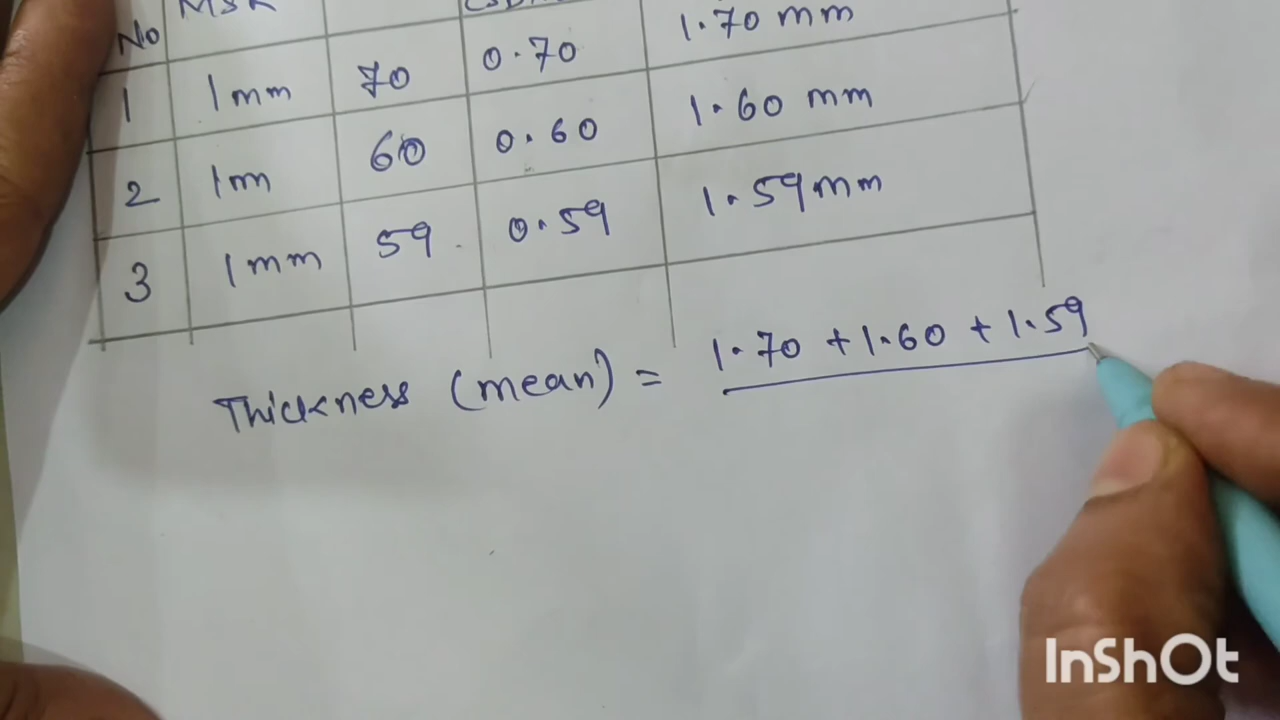 No MSR
1.70 mm
1 1mm 70 0.70
2 1m 60 0.60 1.60 mm
3 1mm 59 0.59 1.59mm
Thickness (mean) = 1.70 + 1.60 + 1.59
InShOt